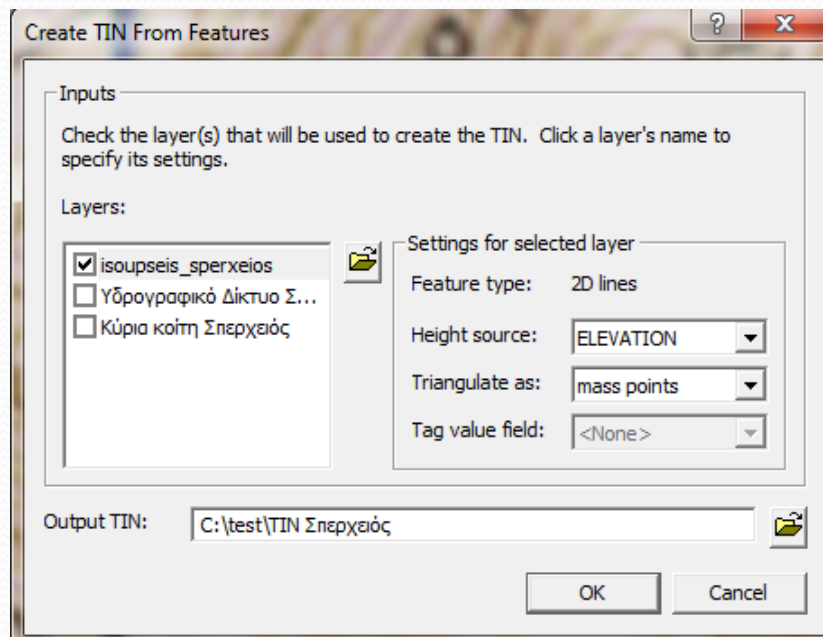 Create TIN From Features
?
X
Inputs
Check the layer(s) that will be used to create the TIN. Click a layer's name to
specify its settings.
Layers:
isoupseis_sperxeios
Υδρογραφικό Δίκτυο Σ...
Κύρια κοίτη Σπερχειός
Settings for selected layer
Feature type: 2D lines
Height source: ELEVATION
Triangulate as: mass points
Tag value field: <None>
Output TIN: C:\test\TIN Σπερχειός
OK Cancel